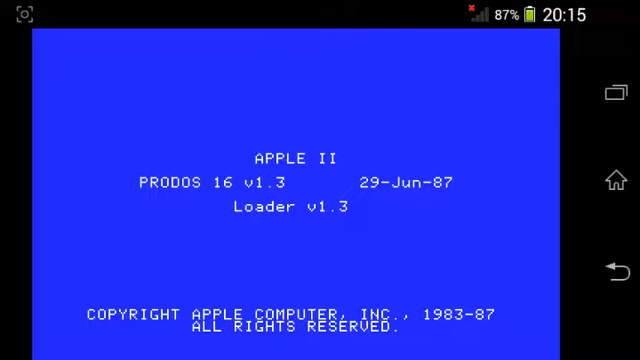 87% 20:15
APPLE II
PRODOS 16 v1.3 29-Jun-87
Loader v1.3
COPYRIGHT APPLE COMPUTER, INC., 1983-87
ALL RIGHTS RESERVED.